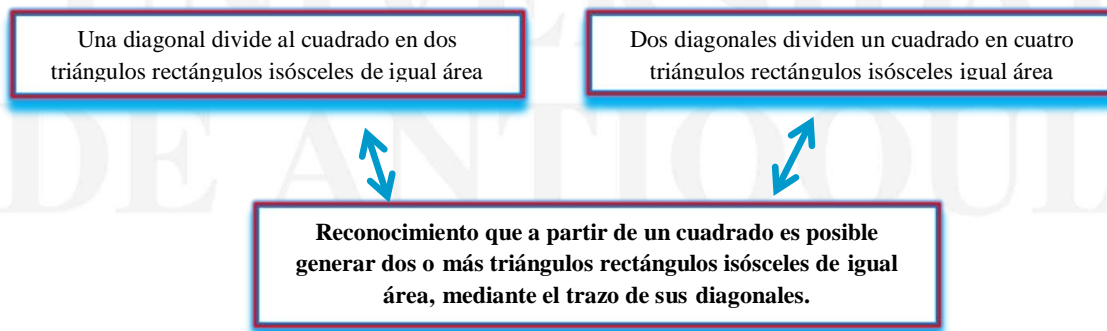 Una diagonal divide al cuadrado en dos
triángulos rectángulos isósceles de igual área
Dos diagonales dividen un cuadrado en cuatro
triángulos rectángulos isósceles igual área
Reconocimiento que a partir de un cuadrado es posible
generar dos o más triángulos rectángulos isósceles de igual
área, mediante el trazo de sus diagonales.
DE ANTIOQUI